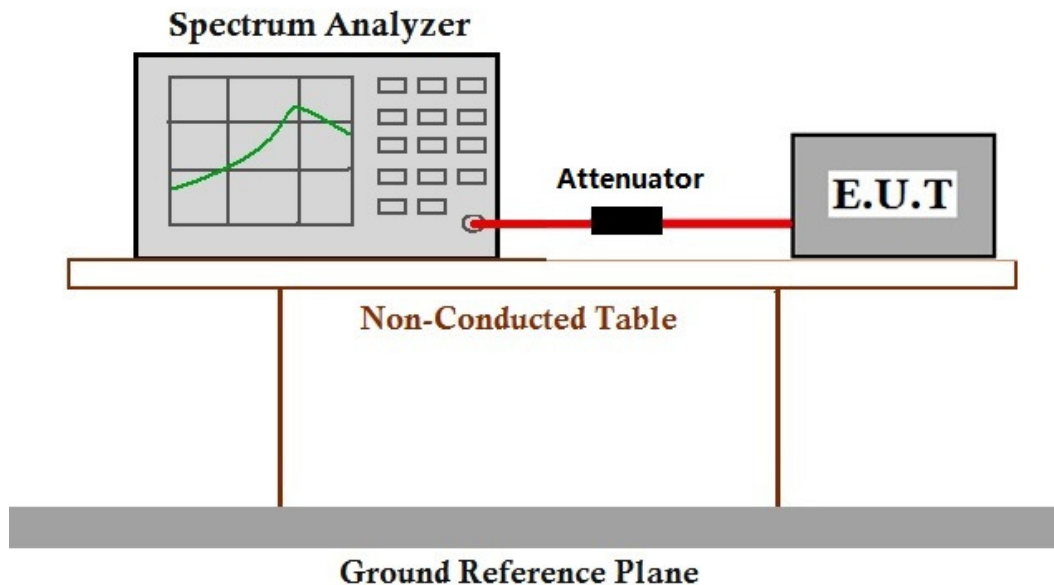 Spectrum Analyzer
Attenuator
E.U.T
Non-Conducted Table
Ground Reference Plane